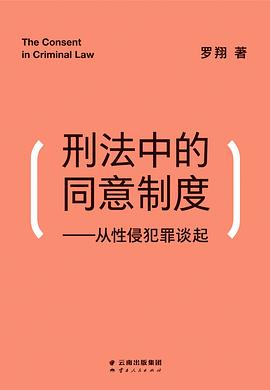 The Consent
in Criminal Law
罗翔 著
刑法中的
同意制度
——从性侵犯罪谈起
云南出版集团
云南人民出版社